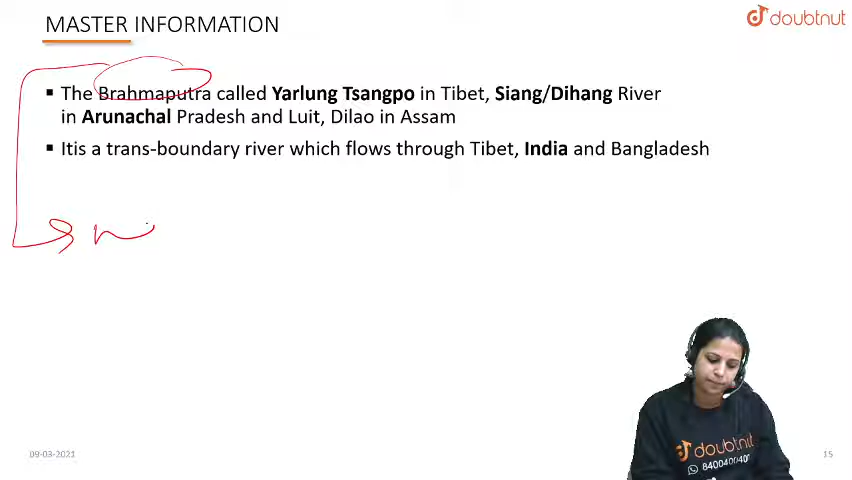 MASTER INFORMATION
doubtnut
The Brahmaputra called Yarlung Tsangpo in Tibet, Siang/Dihang River
in Arunachal Pradesh and Luit, Dilao in Assam
Itis a trans-boundary river which flows through Tibet, India and Bangladesh
doubtnut
8400400400
09-03-2021
15